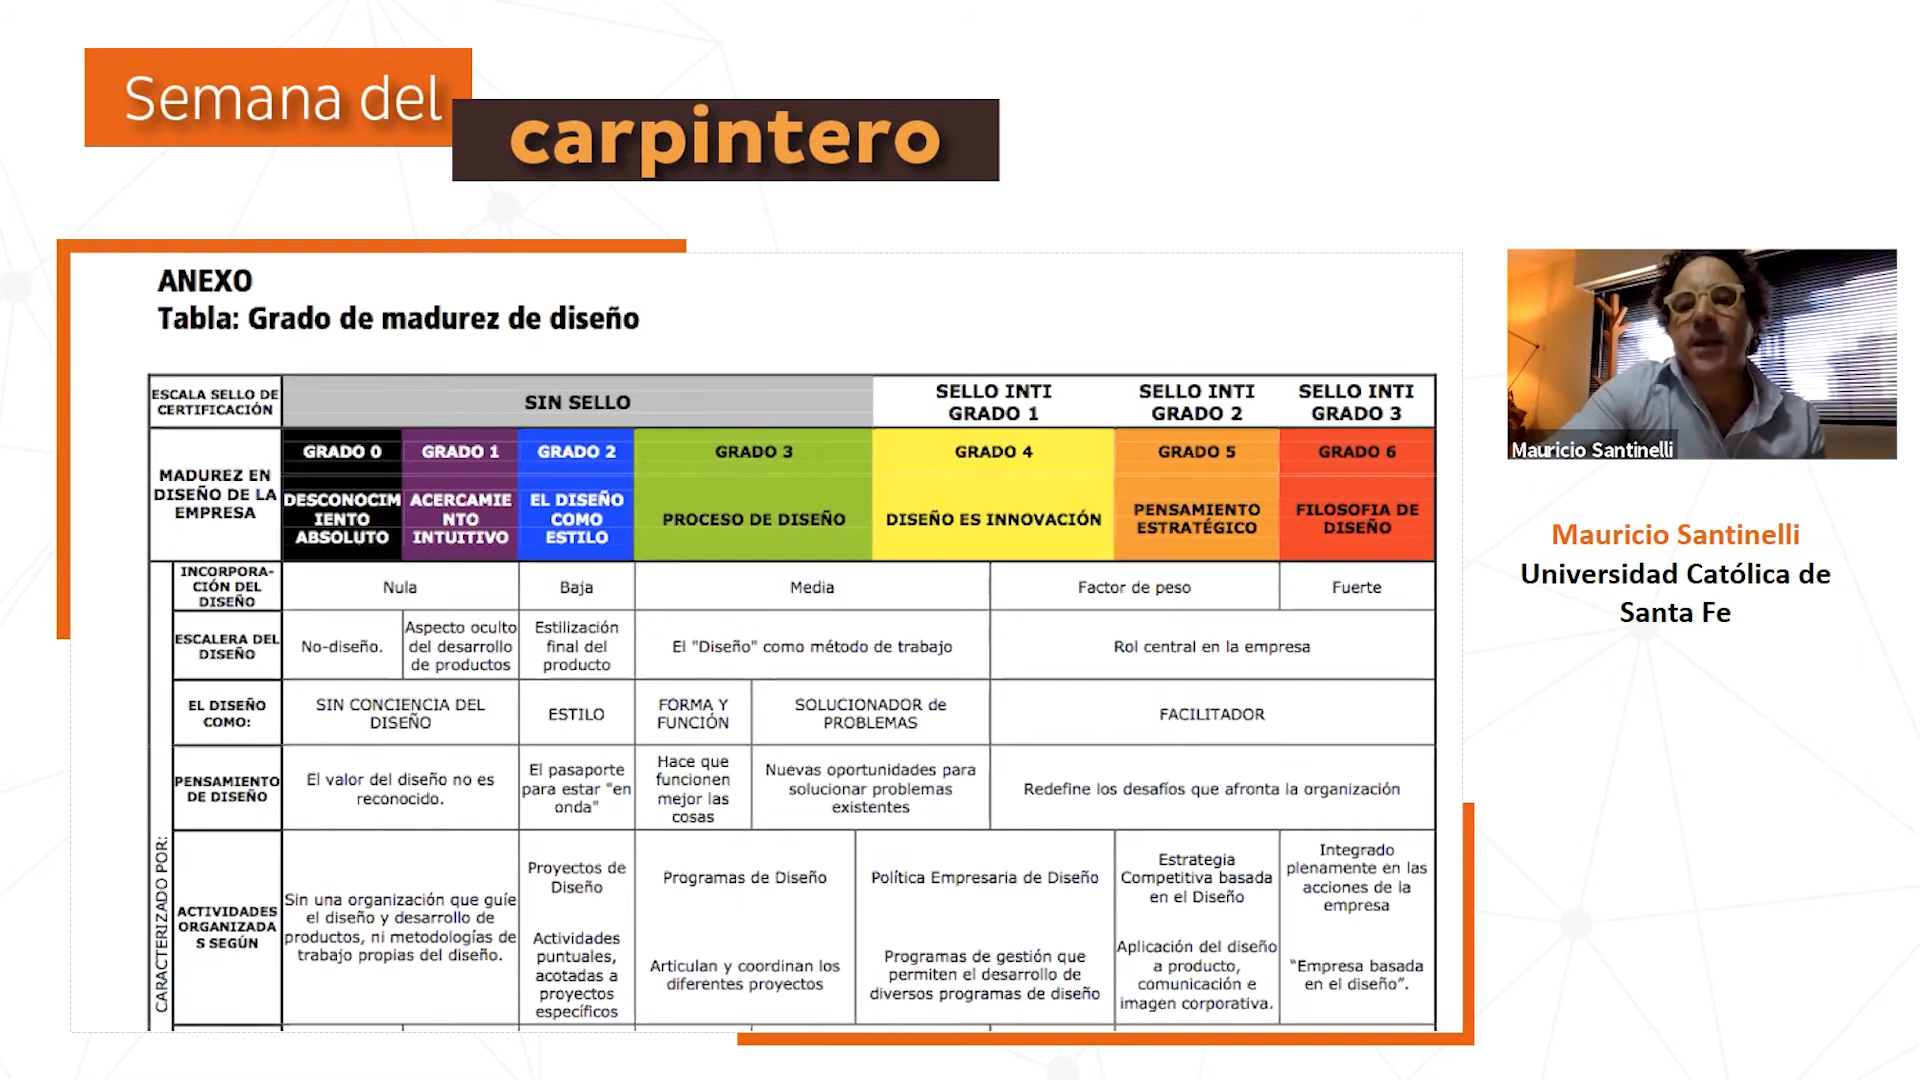 Semana del
carpintero
ANEXO
Tabla: Grado de madurez de diseño
ESCALA SELLO DE
CERTIFICACIÓN
SIN SELLO
SELLO INTI
GRADO 1
SELLO INTI
GRADO 2
SELLO INTI
GRADO 3
MADUREZ EN
DISEÑO DE LA
EMPRESA
GRADO 0
DESCONOCIM
IENTO
ABSOLUTO
GRADO 1
ACERCAMIE
NTO
INTUITIVO
GRADO 2
EL DISEÑO
COMO
ESTILO
GRADO 3
PROCESO DE DISEÑO
GRADO 4
DISEÑO ES INNOVACIÓN
GRADO 5
PENSAMIENTO
ESTRATÉGICO
GRADO 6
FILOSOFIA DE
DISEÑO
CARACTERIZADO POR:
INCORPORA-
CIÓN DEL
DISEÑO
Nula
Baja
Media
Factor de peso
Fuerte
ESCALERA DEL
DISEÑO
No-diseño.
Aspecto oculto
del desarrollo
de productos
Estilización
final del
producto
El "Diseño" como método de trabajo
Rol central en la empresa
EL DISEÑO
COMO:
SIN CONCIENCIA DEL
DISEÑO
ESTILO
FORMA Y
FUNCIÓN
SOLUCIONADOR de
PROBLEMAS
FACILITADOR
PENSAMIENTO
DE DISEÑO
El valor del diseño no es
reconocido.
El pasaporte
para estar "en
onda"
Hace que
funcionen
mejor las
cosas
Nuevas oportunidades para
solucionar problemas
existentes
Redefine los desafíos que afronta la organización
ACTIVIDADES
ORGANIZADA
S SEGÚN
Sin una organización que guíe
el diseño y desarrollo de
productos, ni metodologías de
trabajo propias del diseño.
Proyectos de
Diseño
Actividades
puntuales,
acotadas a
proyectos
específicos
Programas de Diseño
Articulan y coordinan los
diferentes proyectos
Política Empresaria de Diseño
Programas de gestión que
permiten el desarrollo de
diversos programas de diseño
Estrategia
Competitiva basada
en el Diseño
Aplicación del diseño
a producto,
comunicación e
imagen corporativa.
Integrado
plenamente en las
acciones de la
empresa
"Empresa basada
en el diseño".
Mauricio Santinelli
Mauricio Santinelli
Universidad Católica de
Santa Fe